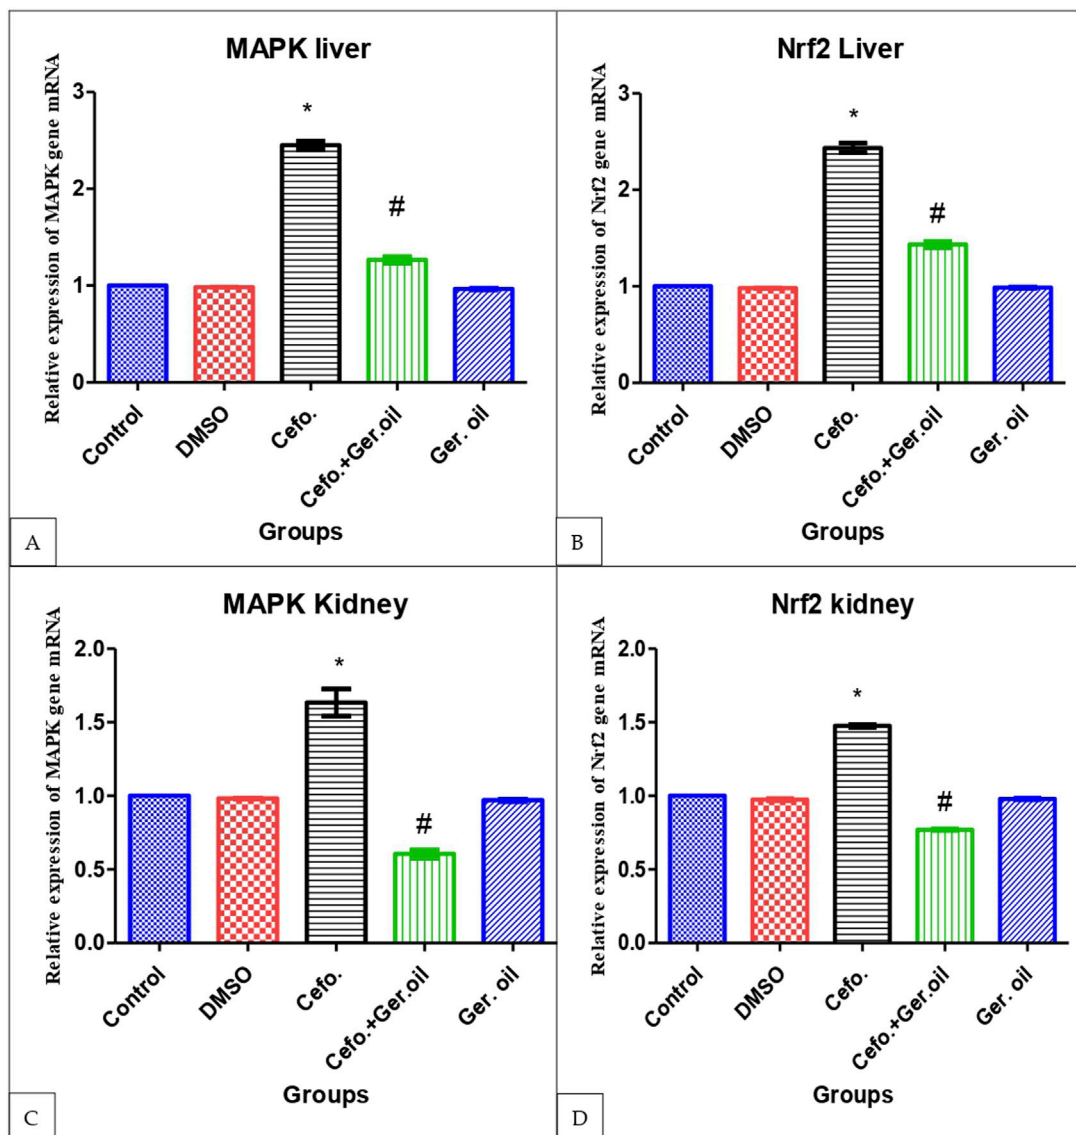 MAPK liver
Relative expression of MAPK gene mRNA
3
2
1
0
*
#
Control
DMSO
Cefo.
Cefo.+Ger.oil
Ger. oil
Groups
A
Nrf2 Liver
Relative expression of Nrf2 gene mRNA
3
2
1
0
*
#
Control
DMSO
Cefo.
Cefo.+Ger.oil
Ger. oil
Groups
B
MAPK Kidney
Relative expression of MAPK gene mRNA
2.0
1.5
1.0
0.5
0.0
*
#
Control
DMSO
Cefo.
Cefo.+Ger.oil
Ger. oil
Groups
C
Nrf2 kidney
Relative expression of Nrf2 gene mRNA
2.0
1.5
1.0
0.5
0.0
*
#
Control
DMSO
Cefo.
Cefo.+Ger.oil
Ger. oil
Groups
D